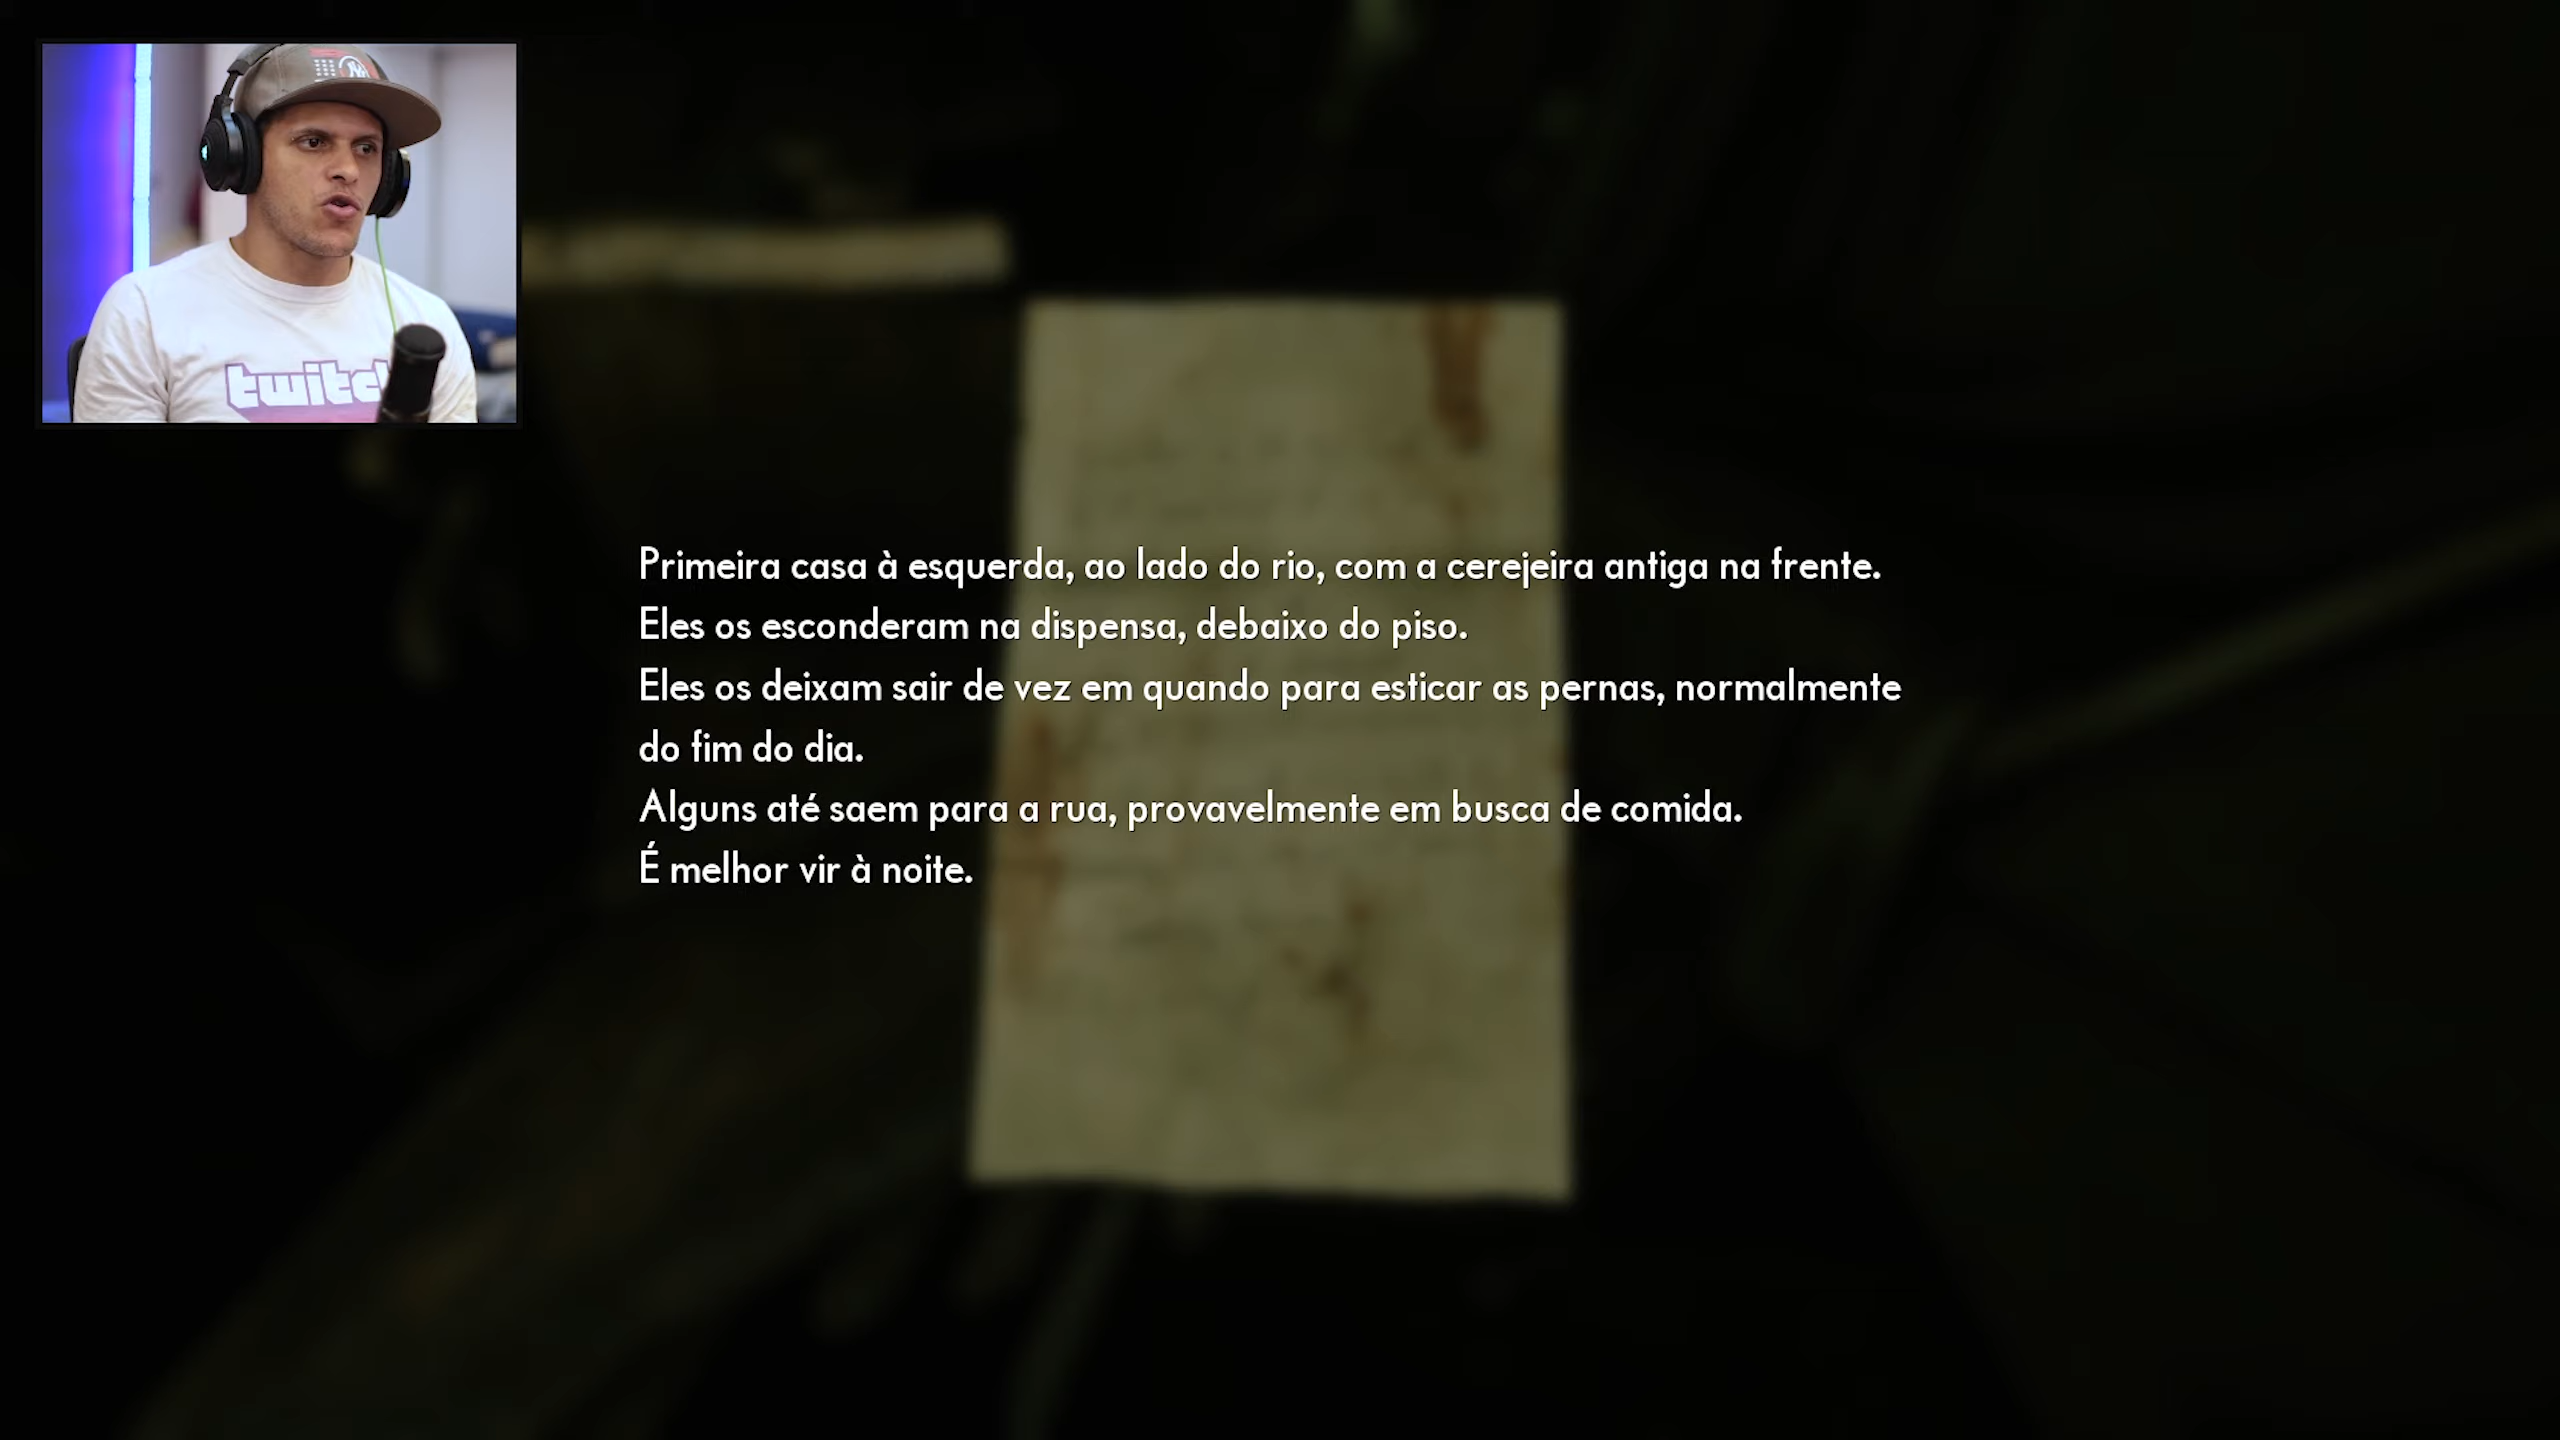 twitc
Primeira casa à esquerda, ao lado do rio, com a cerejeira antiga na frente.
Eles os esconderam na dispensa, debaixo do piso.
Eles os deixam sair de vez em quando para esticar as pernas, normalmente
do fim do dia.
Alguns até saem para a rua, provavelmente em busca de comida.
É melhor vir à noite.